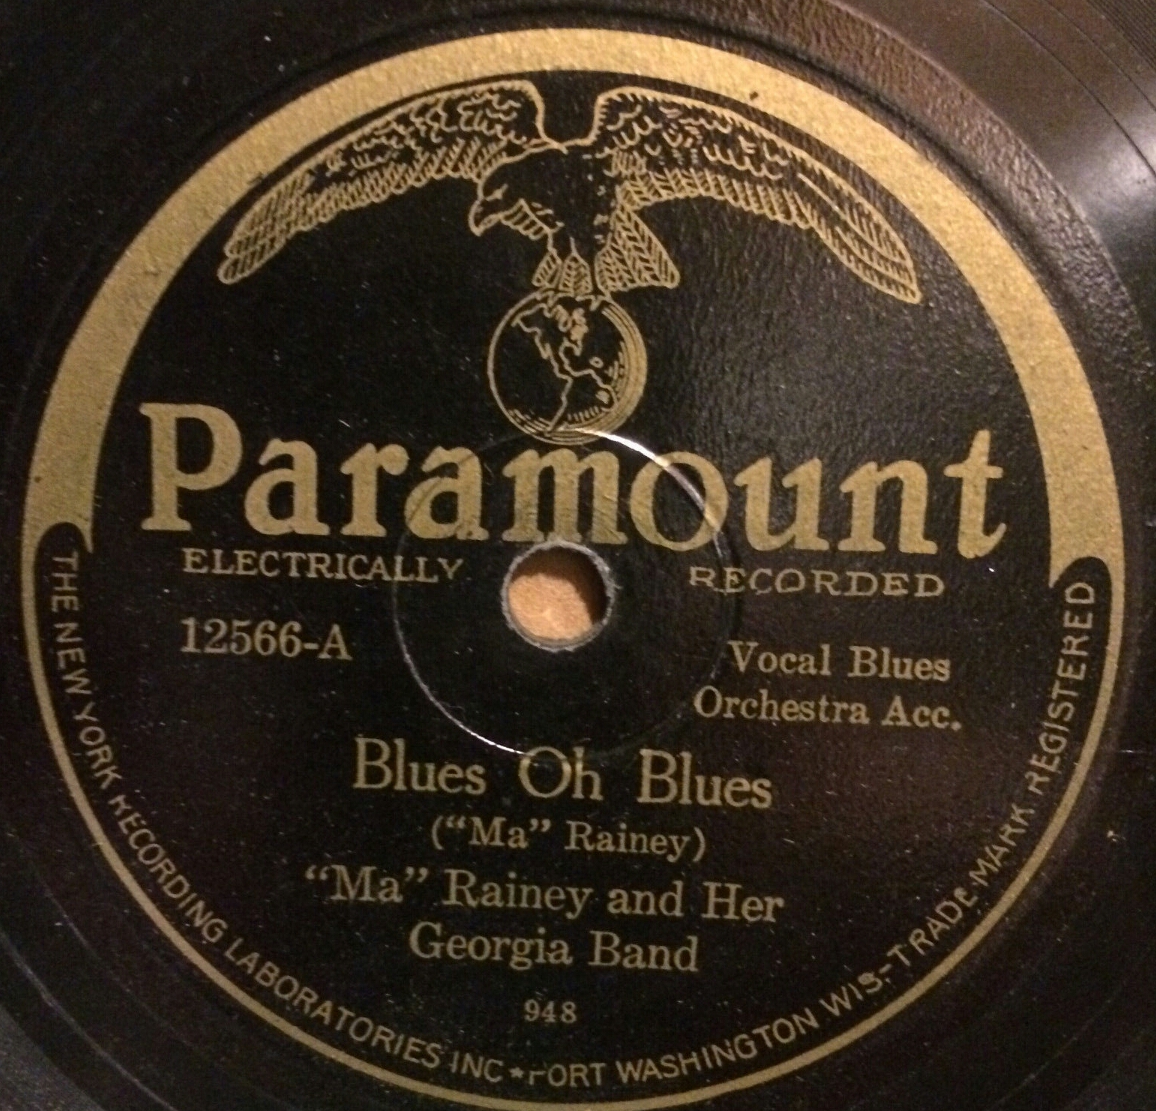 Paramount
ELECTRICALLY RECORDED
12566-A
Vocal Blues
Orchestra Acc.
Blues Oh Blues
("Ma" Rainey)
"Ma" Rainey and Her
Georgia Band
948
THE NEW YORK RECORDING LABORATORIES INC★PORT WASHINGTON WIS.-TRADE MARK REGISTERED